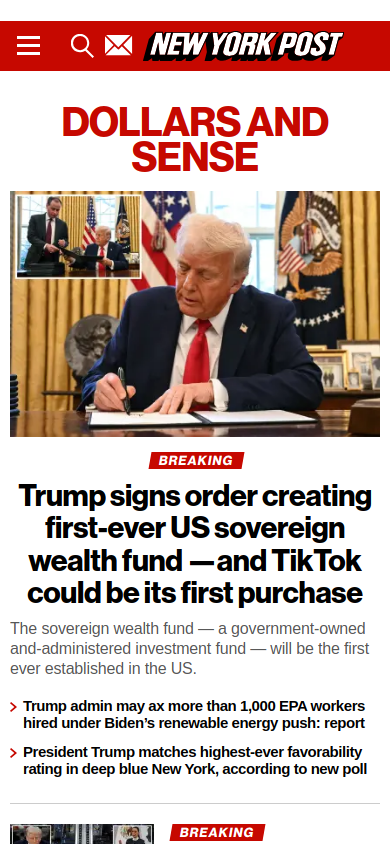 NEW YORK POST
DOLLARS AND
SENSE
BREAKING
Trump signs order creating
first-ever US sovereign
wealth fund — and TikTok
could be its first purchase
The sovereign wealth fund — a government-owned
and-administered investment fund — will be the first
ever established in the US.
Trump admin may ax more than 1,000 EPA workers
hired under Biden’s renewable energy push: report
President Trump matches highest-ever favorability
rating in deep blue New York, according to new poll
BREAKING